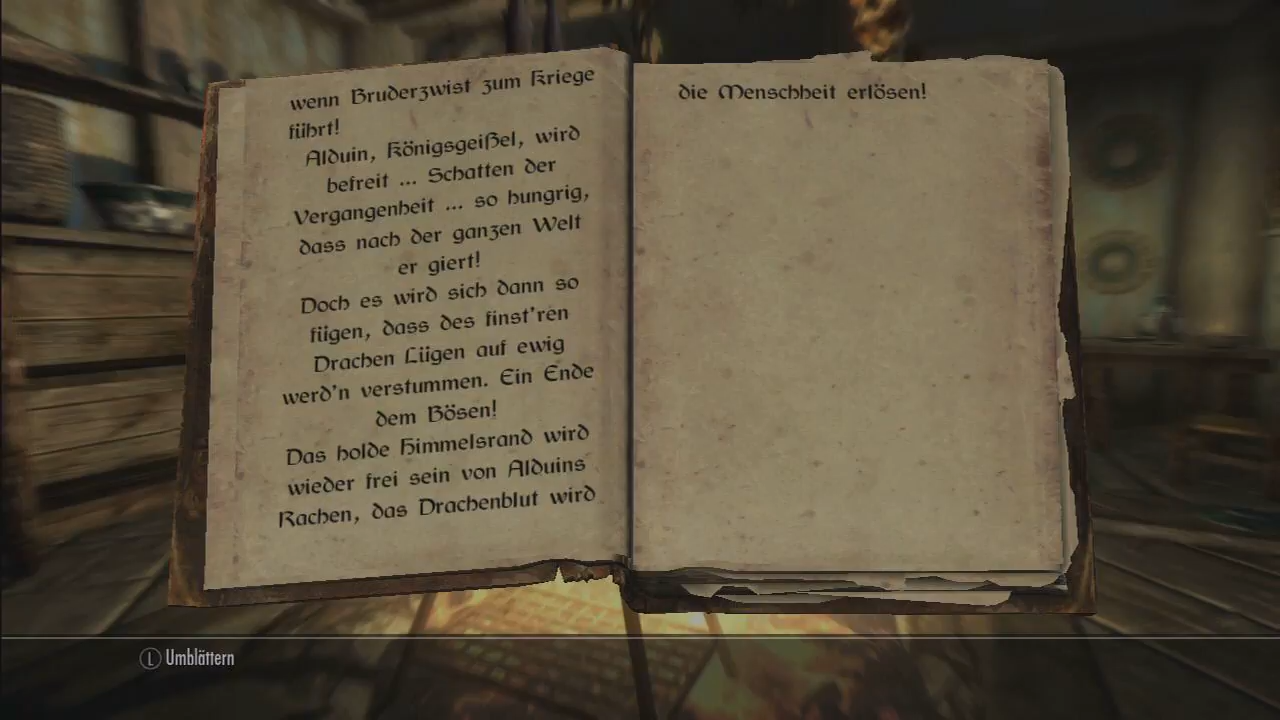 wenn Bruderzwist zum Kriege
führt!
Alduin, Königsgeißel, wird
befreit ... Schatten der
Vergangenheit ... so hungrig,
dass nach der ganzen Welt
er giert!
Doch es wird sich dann so
fügen, dass des finst'ren
Drachen Lügen auf ewig
werd'n verstummen. Ein Ende
dem Bösen!
Das holde Himmelsrand wird
wieder frei sein von Alduins
Rachen, das Drachenblut wird
die Menschheit erlösen!
L Umblättern